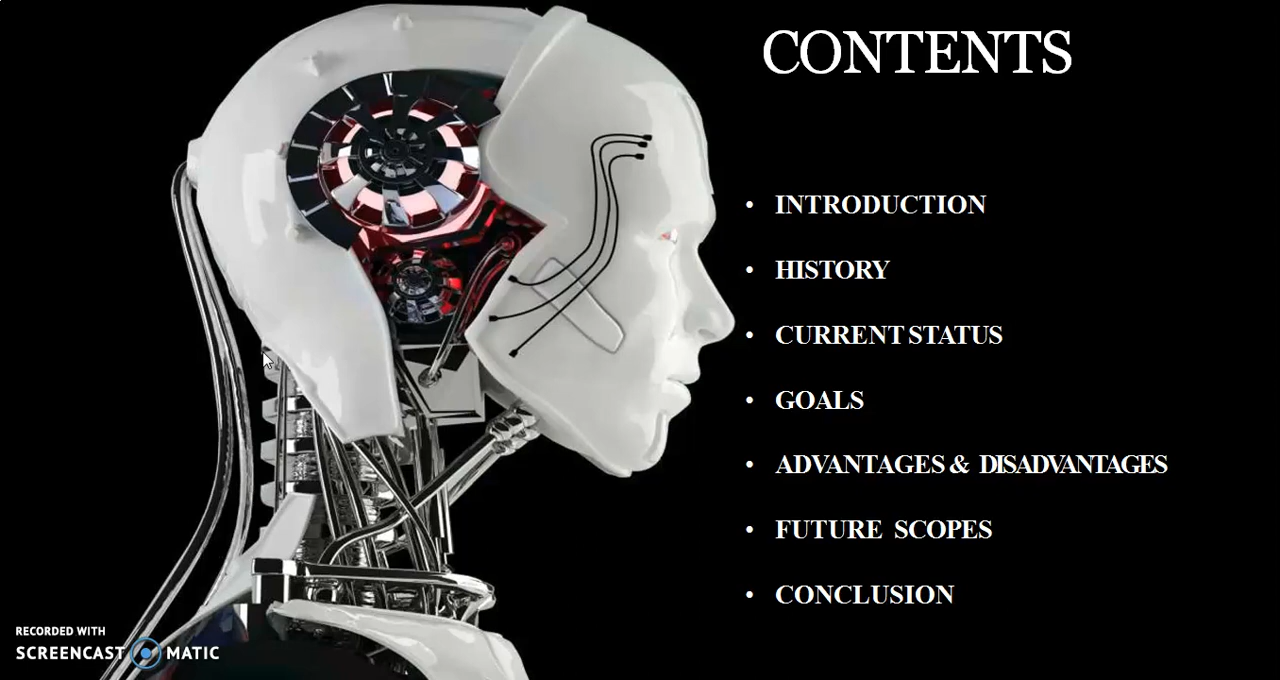 CONTENTS
• INTRODUCTION
• HISTORY
• CURRENT STATUS
• GOALS
• ADVANTAGES & DISADVANTAGES
• FUTURE SCOPES
• CONCLUSION
RECORDED WITH
SCREENCAST MATIC